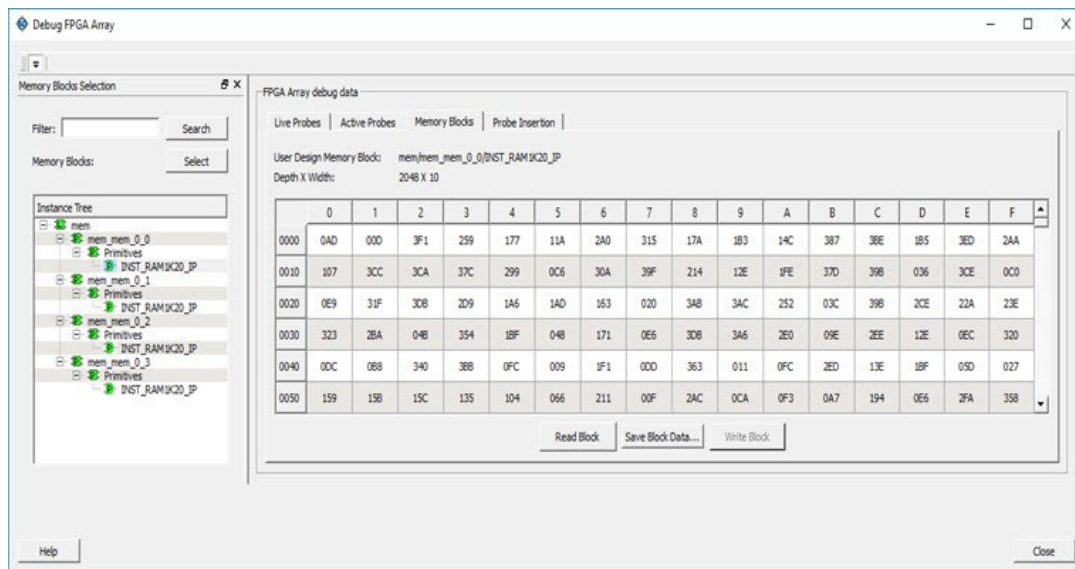 Debug FPGA Array
Memory Blocks Selection
Filter:
Search
Memory Blocks:
Select
Instance Tree
mem
mem_mem_0_0
Primitives
INST_RAM1K20_IP
mem_mem_0_1
Primitives
INST_RAM1K20_IP
mem_mem_0_2
Primitives
INST_RAM1K20_IP
mem_mem_0_3
Primitives
INST_RAM1K20_IP
FPGA Array debug data
Live Probes Active Probes Memory Blocks Probe Insertion
User Design Memory Block: mem/mem_mem_0_0/INST_RAM1K20_IP
Depth X Width: 2048 X 10
0 1 2 3 4 5 6 7 8 9 A B C D E F
0000 0AD 00D 3F1 259 177 11A 2A0 315 17A 1B3 14C 387 3BE 1B5 3ED 2AA
0010 107 3CC 3CA 37C 299 0C6 30A 39F 214 12E 1FE 37D 398 036 3CE 0C0
0020 0E9 31F 3DB 2D9 1A6 1AD 163 020 3AB 3AC 252 03C 398 2CE 22A 23E
0030 323 2BA 04B 354 1BF 04B 171 0E6 3DB 3A6 2E0 09E 2EE 12E 0EC 320
0040 0DC 0B8 340 3BB 0FC 009 1F1 0DD 363 011 0FC 2ED 13E 1BF 05D 027
0050 159 15B 15C 135 104 066 211 00F 2AC 0CA 0F3 0A7 194 0E6 2FA 358
Read Block Save Block Data... Write Block
Help
Close